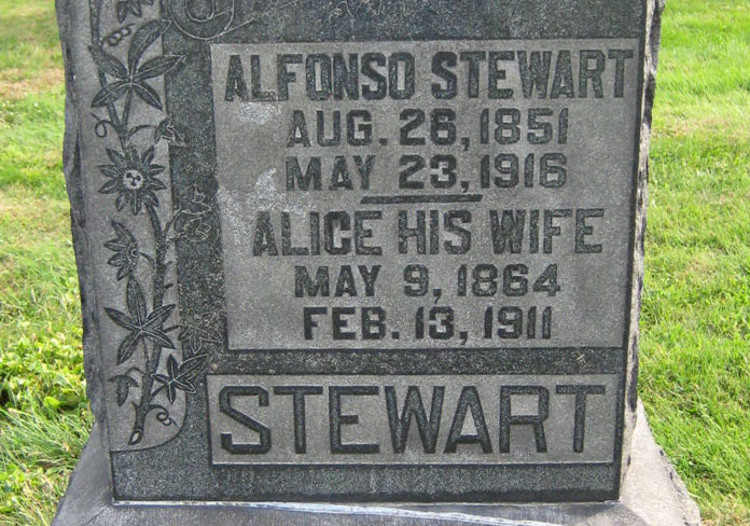 ALFONSO STEWART
AUG. 26, 1851
MAY 23, 1916
ALICE HIS WIFE
MAY 9, 1864
FEB. 13, 1911
STEWART